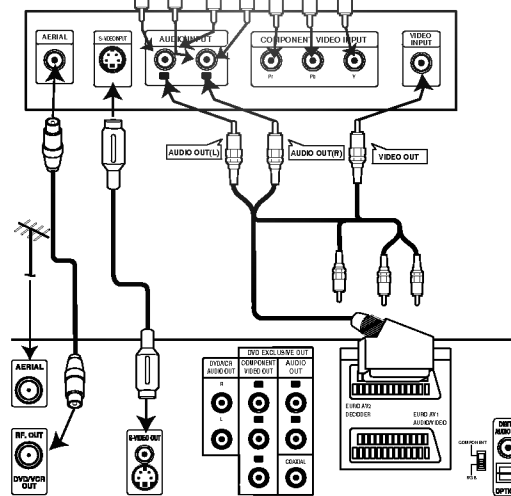 AERIAL
S-VIDEO INPUT
AUDIO INPUT
COMPONENT VIDEO INPUT
VIDEO
INPUT
Pr
Pb
Y
AUDIO OUT(L)
AUDIO OUT(R)
VIDEO OUT
AERIAL
RF. OUT
DVD/VCR
OUT
S-VIDEO OUT
DVD EXCLUSIVE OUT
DVD/VCR
AUDIO OUT
COMPONENT
VIDEO OUT
AUDIO
OUT
R
L
COAXIAL
EURO AV2
DECODER
EURO AV1
AUDIO/VIDEO
COMPONENT
RGB